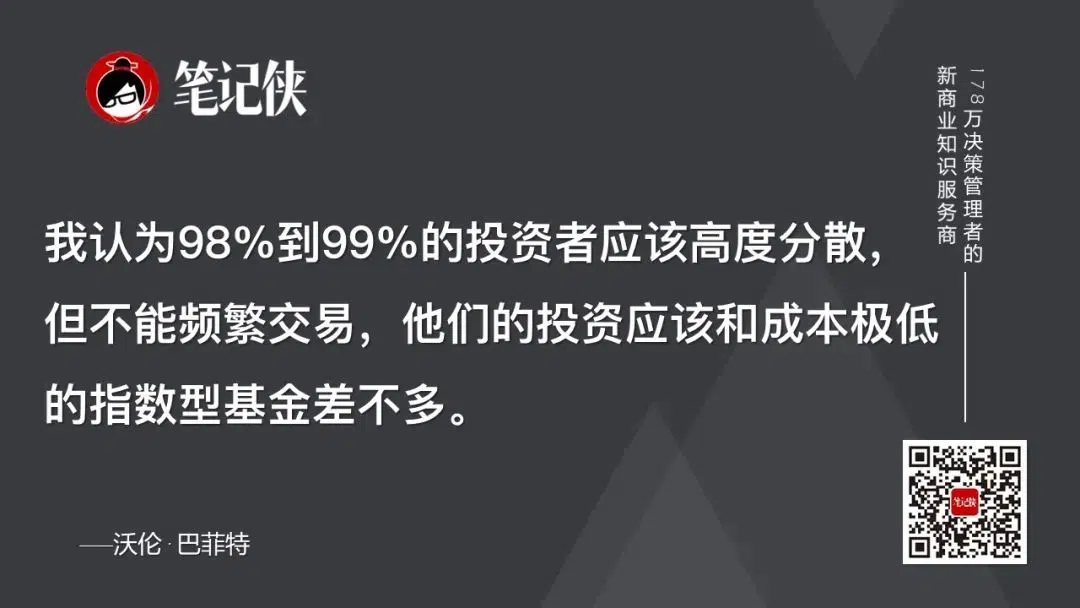 笔记侠
178万决策管理者的
新商业知识服务商
我认为98%到99%的投资者应该高度分散，
但不能频繁交易，他们的投资应该和成本极低
的指数型基金差不多。
——沃伦·巴菲特
笔记侠